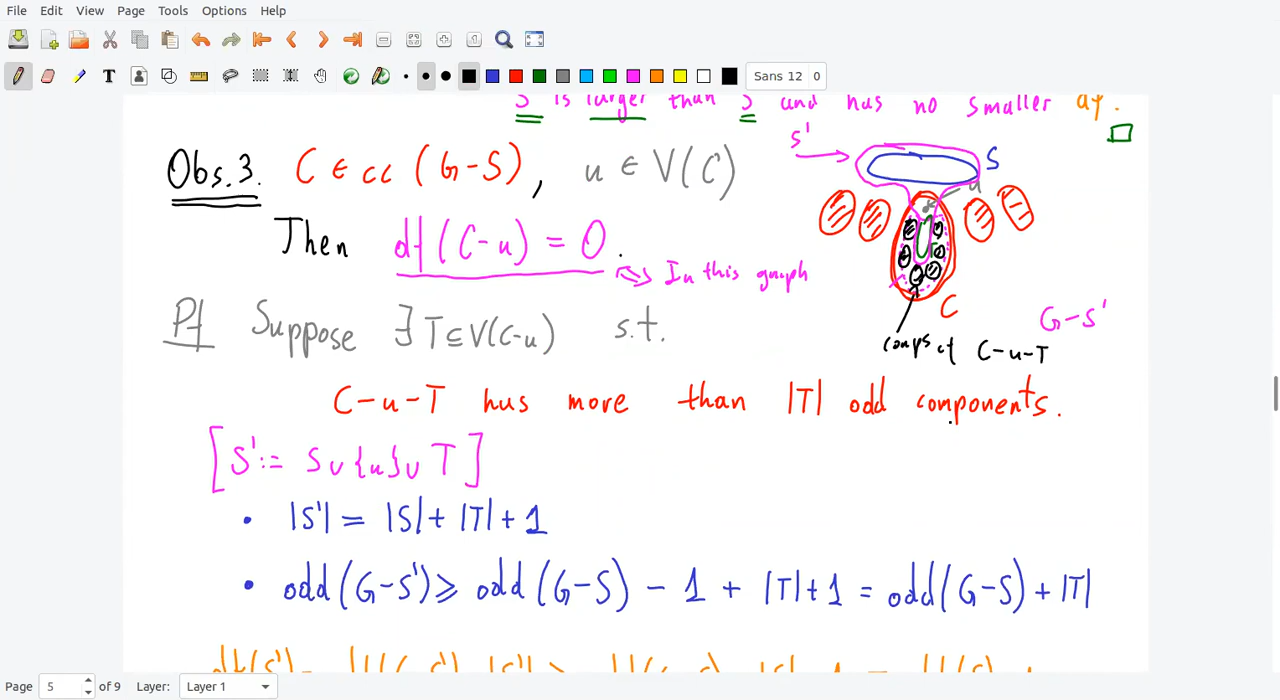 File Edit View Page Tools Options Help
Sans 12 0
S is larger than S and has no smaller df.
Obs.3. C ∈ cc (G-S), u ∈ V(C)
Then df(C-u) = 0.
In this graph
S'
S
u
C
G-S'
comps of C-u-T
Pf Suppose ∃ T ⊆ V(C-u) s.t.
C-u-T has more than |T| odd components.
[S' := S ∪ {u} ∪ T]
• |S'| = |S| + |T| + 1
• odd(G-S') ≥ odd(G-S) - 1 + |T| + 1 = odd(G-S) + |T|
Page 5 of 9 Layer: Layer 1